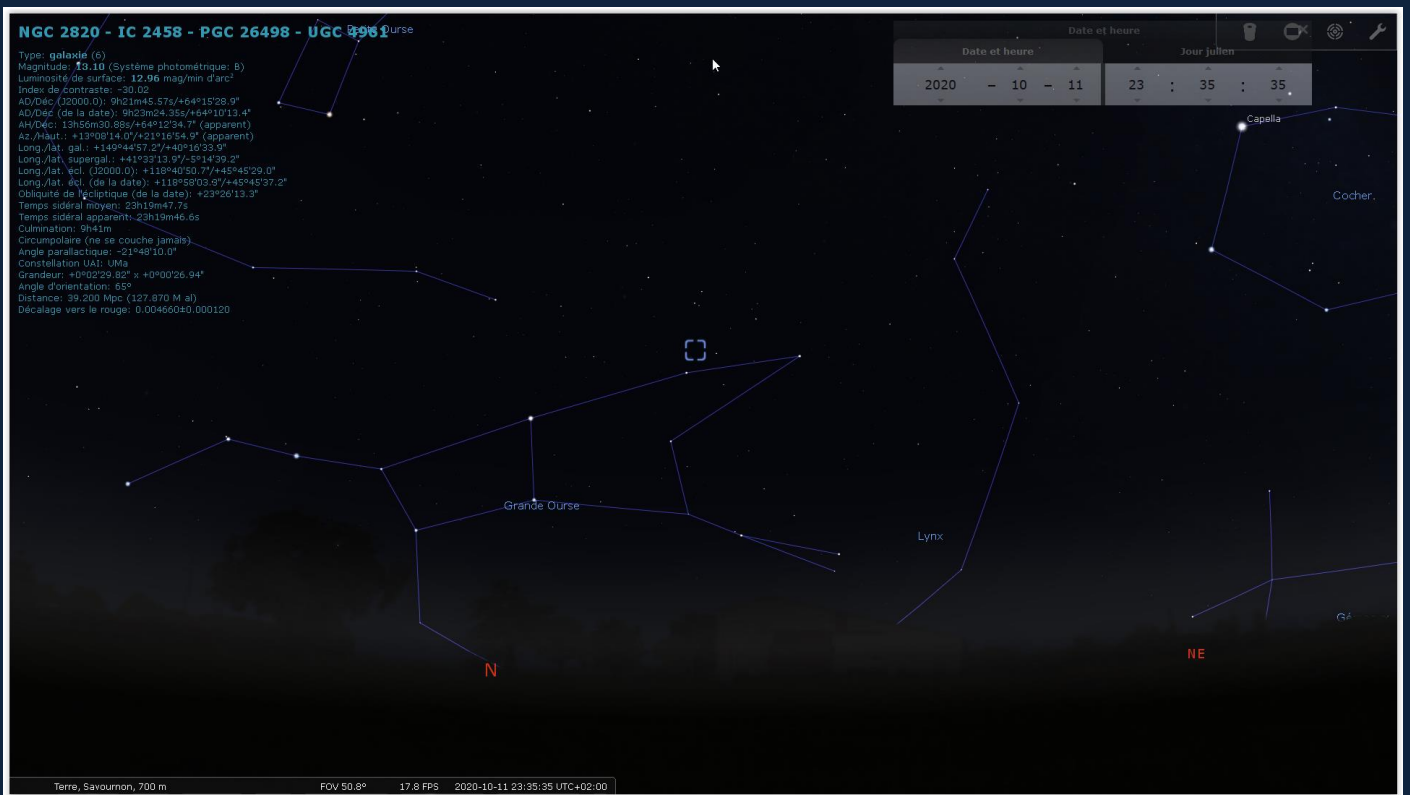 NGC 2820 - IC 2458 - PGC 26498 - UGC 4961
Petite Ourse
Type: galaxie (6)
Magnitude: 13.10 (Système photométrique: B)
Luminosité de surface: 12.96 mag/min d'arc²
Index de contraste: -30.02
AD/Déc (J2000.0): 9h21m45.57s/+64°15'28.9"
AD/Déc (de la date): 9h23m24.35s/+64°10'13.4"
AH/Déc: 13h56m30.88s/+64°12'34.7" (apparent)
Az./Haut.: +13°08'14.0"/+21°16'54.9" (apparent)
Long./lat. gal.: +149°44'57.2"/+40°16'33.9"
Long./lat. supergal.: +41°33'13.9"/-5°14'39.2"
Long./lat. écl. (J2000.0): +118°40'50.7"/+45°45'29.0"
Long./lat. écl. (de la date): +118°58'03.9"/+45°45'37.2"
Obliquité de l'écliptique (de la date): +23°26'13.3"
Temps sidéral moyen: 23h19m47.7s
Temps sidéral apparent: 23h19m46.6s
Culmination: 9h41m
Circumpolaire (ne se couche jamais)
Angle parallactique: -21°48'10.0"
Constellation UAI: UMa
Grandeur: +0°02'29.82" x +0°00'26.94"
Angle d'orientation: 65°
Distance: 39.200 Mpc (127.870 M al)
Décalage vers le rouge: 0.004660±0.000120
Date et heure
Date et heure
Jour julien
2020 - 10 - 11
23 : 35 : 35
Capella
Cocher.
Grande Ourse
Lynx
Gé
N
NE
Terre, Savournon, 700 m
FOV 50.8°
17.8 FPS
2020-10-11 23:35:35 UTC+02:00